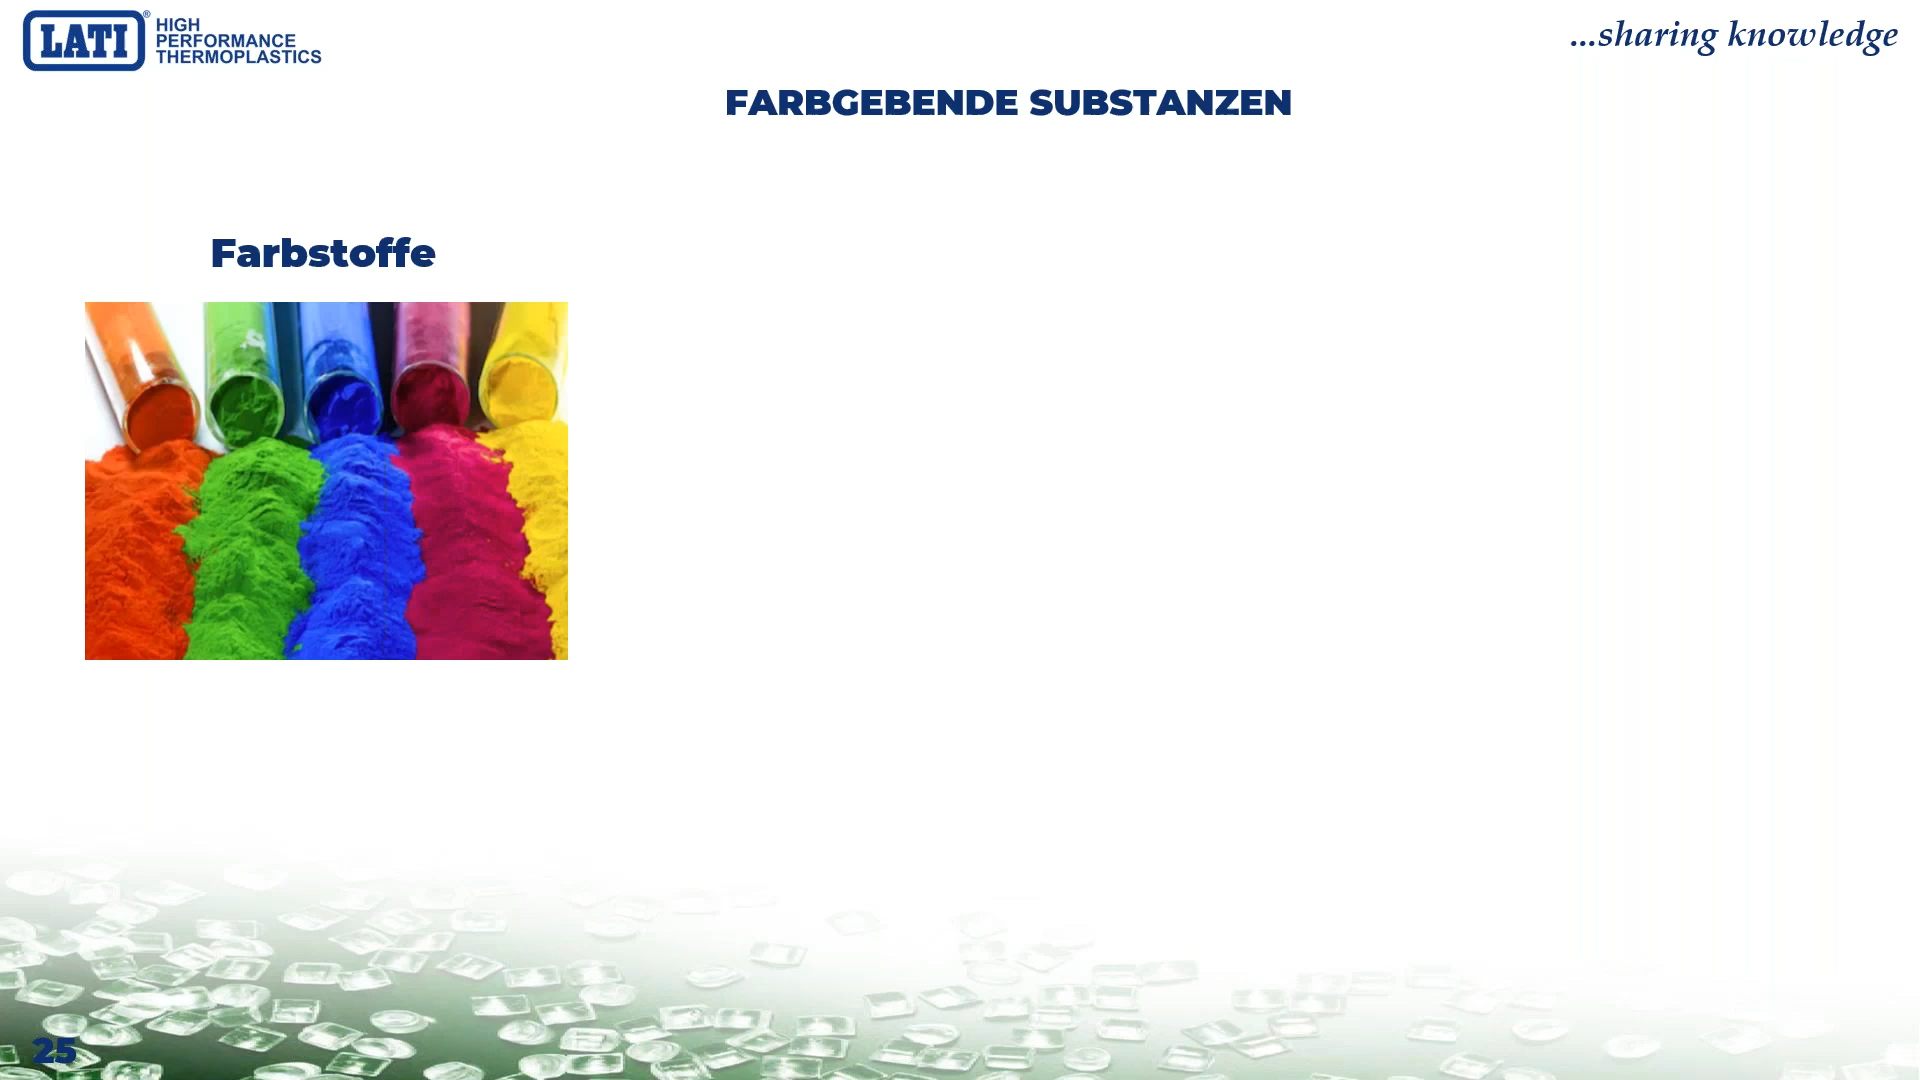 LATI®
HIGH
PERFORMANCE
THERMOPLASTICS
...sharing knowledge
FARBGEBENDE SUBSTANZEN
Farbstoffe
25